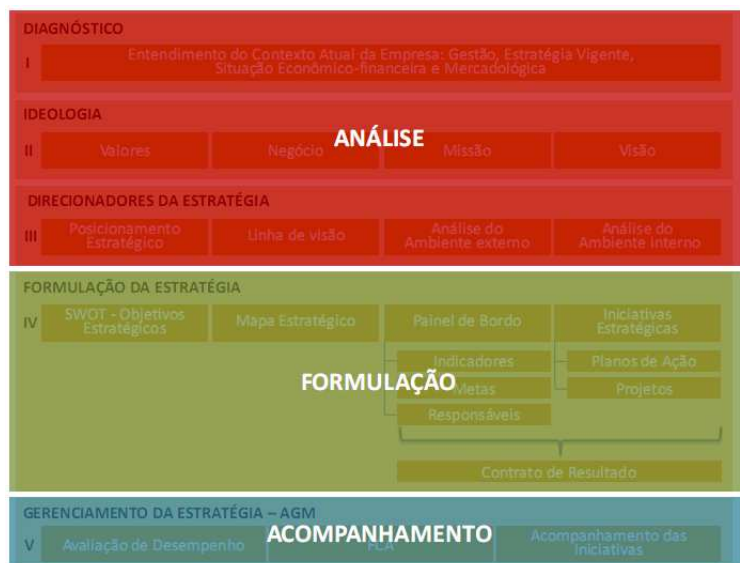 DIAGNÓSTICO
I
Entendimento do Contexto Atual da Empresa: Gestão, Estratégia Vigente,
Situação Econômico-financeira e Mercadológica
IDEOLOGIA
ANÁLISE
II Valores Negócio Missão Visão
DIRECIONADORES DA ESTRATÉGIA
III
Posicionamento Estratégico
Linha de visão
Análise do Ambiente externo
Análise do Ambiente Interno
FORMULAÇÃO DA ESTRATÉGIA
IV
SWOT - Objetivos Estratégicos
Mapa Estratégico
Painel de Bordo
Iniciativas Estratégicas
Indicadores
Planos de Ação
FORMULAÇÃO
Metas
Projetos
Responsáveis
Contrato de Resultado
GERENCIAMENTO DA ESTRATÉGIA – AGM
ACOMPANHAMENTO
V
Avaliação de Desempenho
FCA
Acompanhamento das Iniciativas